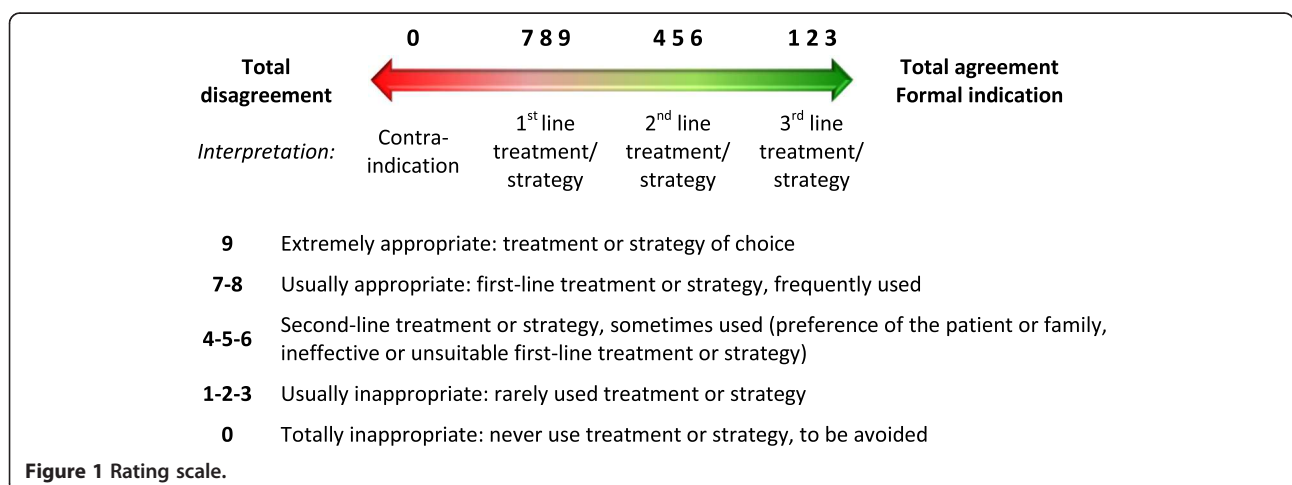 0 7 8 9 4 5 6 1 2 3
Total
disagreement
Total agreement
Formal indication
Interpretation:
Contra-
indication
1st line
treatment/
strategy
2nd line
treatment/
strategy
3rd line
treatment/
strategy
9 Extremely appropriate: treatment or strategy of choice
7-8 Usually appropriate: first-line treatment or strategy, frequently used
4-5-6 Second-line treatment or strategy, sometimes used (preference of the patient or family,
ineffective or unsuitable first-line treatment or strategy)
1-2-3 Usually inappropriate: rarely used treatment or strategy
0 Totally inappropriate: never use treatment or strategy, to be avoided
Figure 1 Rating scale.